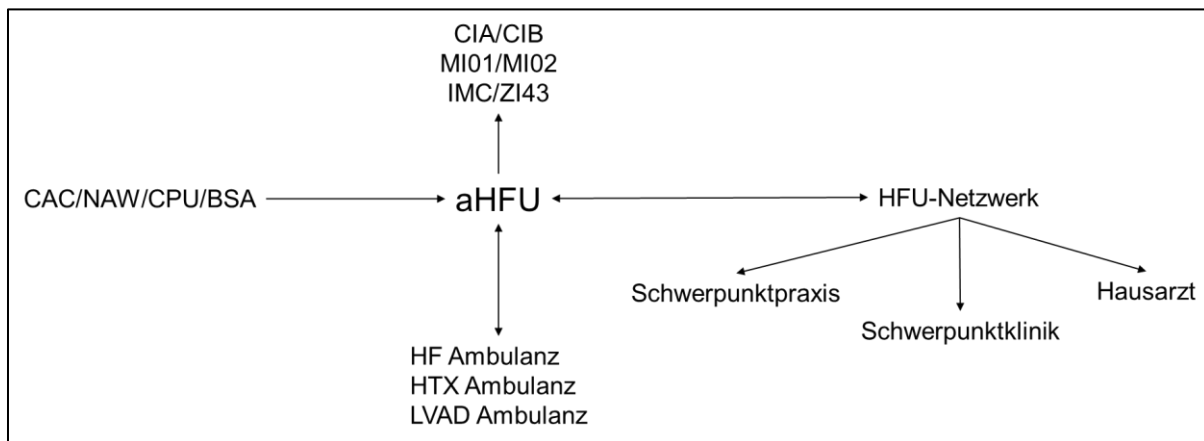 CIA/CIB
MI01/MI02
IMC/ZI43
CAC/NAW/CPU/BSA
aHFU
HFU-Netzwerk
Schwerpunktpraxis
Schwerpunktklinik
Hausarzt
HF Ambulanz
HTX Ambulanz
LVAD Ambulanz